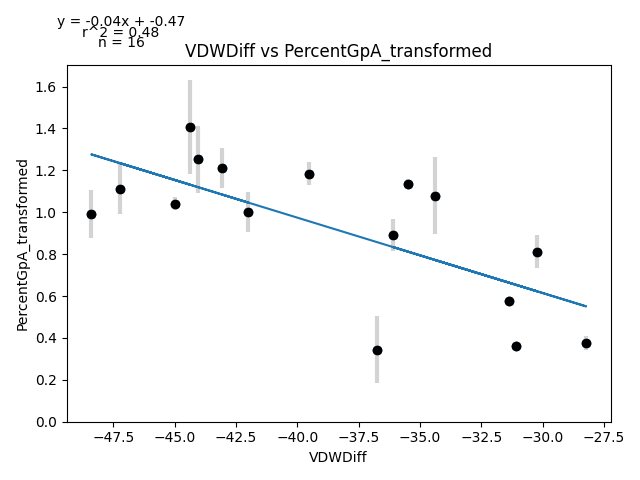 y = -0.04x + -0.47
r^2 = 0.48
n = 16
VDWDiff vs PercentGpA_transformed
PercentGpA_transformed
1.6
1.4
1.2
1.0
0.8
0.6
0.4
0.2
0.0
−47.5 −45.0 −42.5 −40.0 −37.5 −35.0 −32.5 −30.0 −27.5
VDWDiff